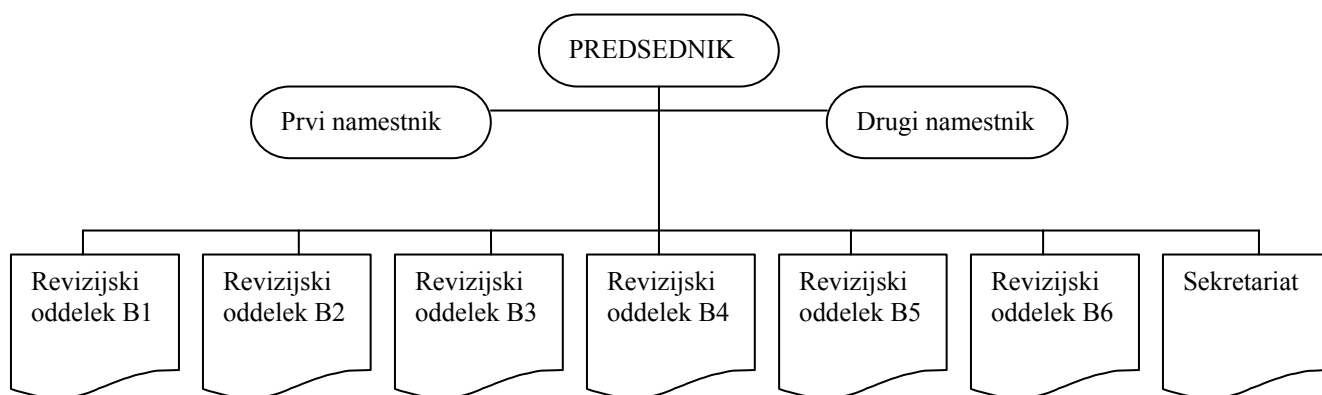 PREDSEDNIK
Prvi namestnik
Drugi namestnik
Revizijski
oddelek B1
Revizijski
oddelek B2
Revizijski
oddelek B3
Revizijski
oddelek B4
Revizijski
oddelek B5
Revizijski
oddelek B6
Sekretariat